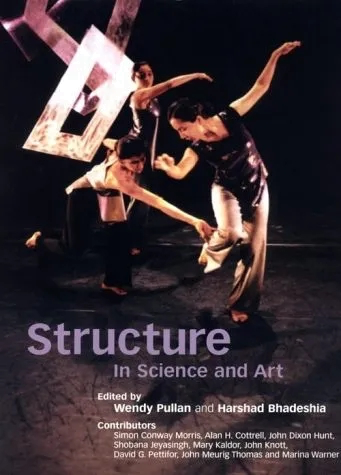 Structure
In Science and Art
Edited by
Wendy Pullan and Harshad Bhadeshia
Contributors
Simon Conway Morris, Alan H. Cottrell, John Dixon Hunt,
Shobana Jeyasingh, Mary Kaldor, John Knott,
David G. Pettifor, John Meurig Thomas and Marina Warner